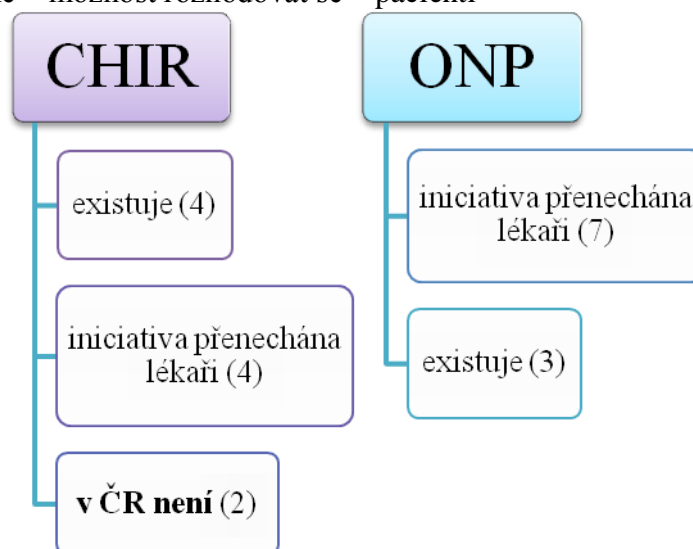 možnost rozhodovat se – pacienti
CHIR
existuje (4)
iniciativa přenechána
lékaři (4)
v ČR není (2)
ONP
iniciativa přenechána
lékaři (7)
existuje (3)